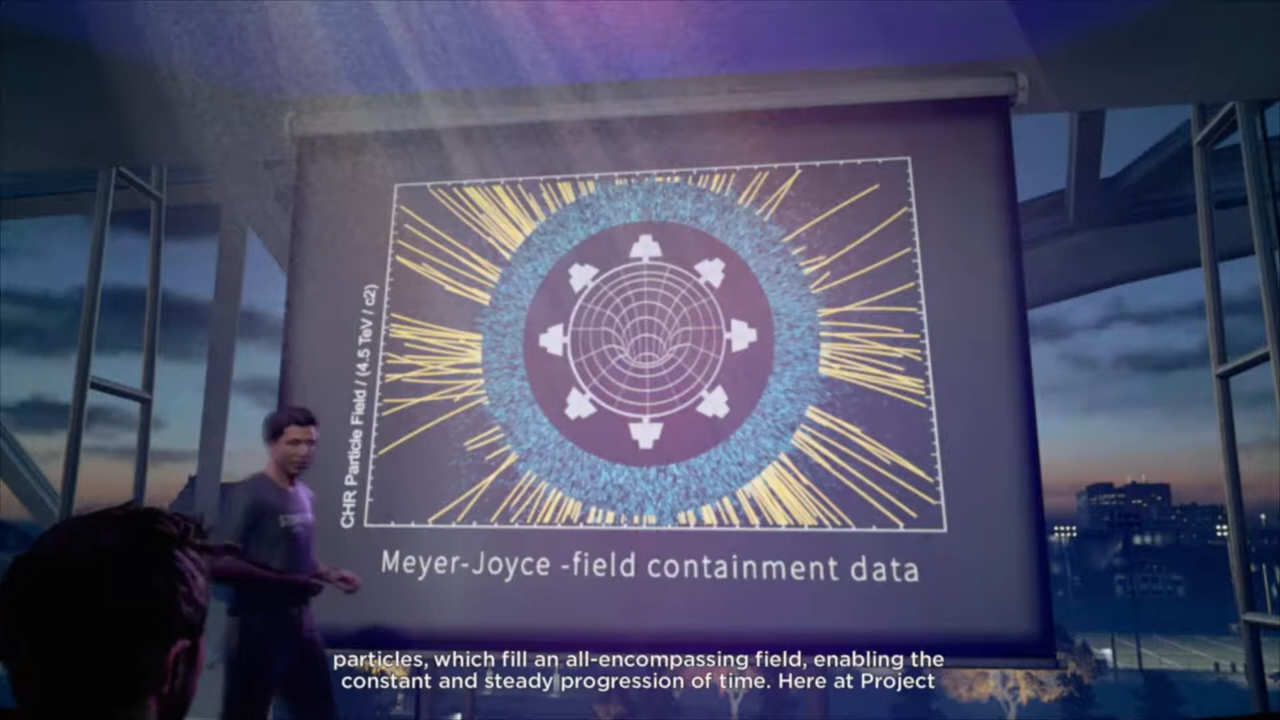 CHR Particle Field / (4.5 TeV / c2)
Meyer-Joyce -field containment data
particles, which fill an all-encompassing field, enabling the
constant and steady progression of time. Here at Project